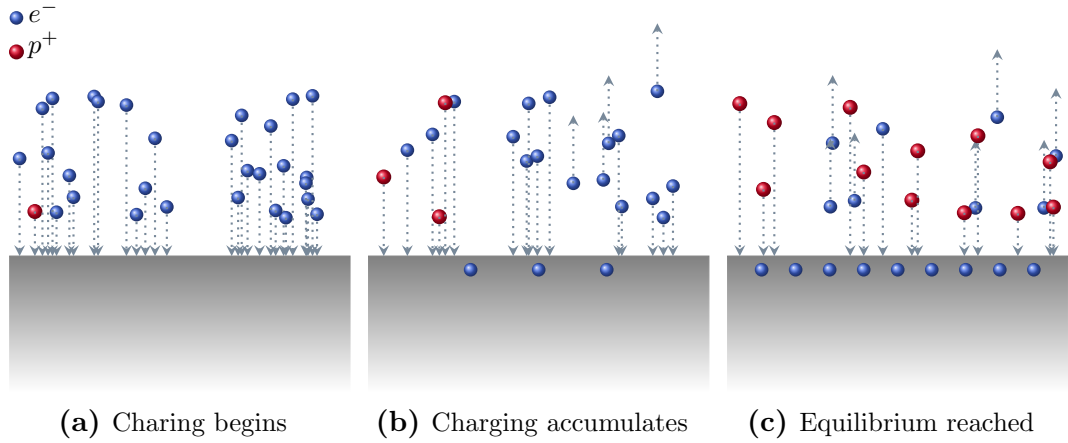 e⁻
p⁺
(a) Charing begins
(b) Charging accumulates
(c) Equilibrium reached